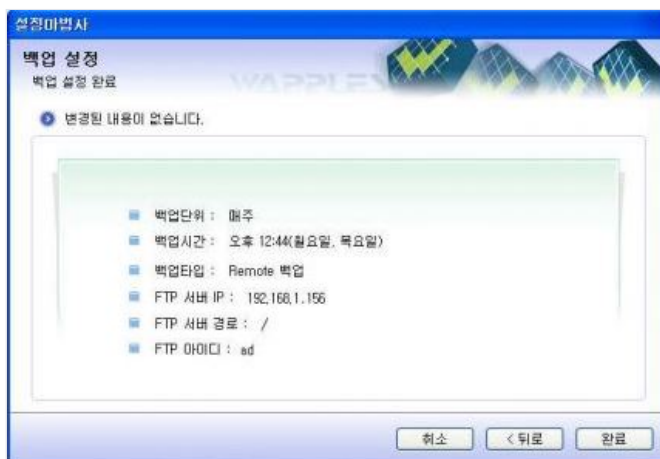 설정마법사
백업 설정
백업 설정 완료
WAPPLES
변경된 내용이 없습니다.
백업단위 : 매주
백업시간 : 오후 12:44(월요일, 목요일)
백업타입 : Remote 백업
FTP 서버 IP : 192.168.1.156
FTP 서버 경로 : /
FTP 아이디 : ad
취소
< 뒤로
완료